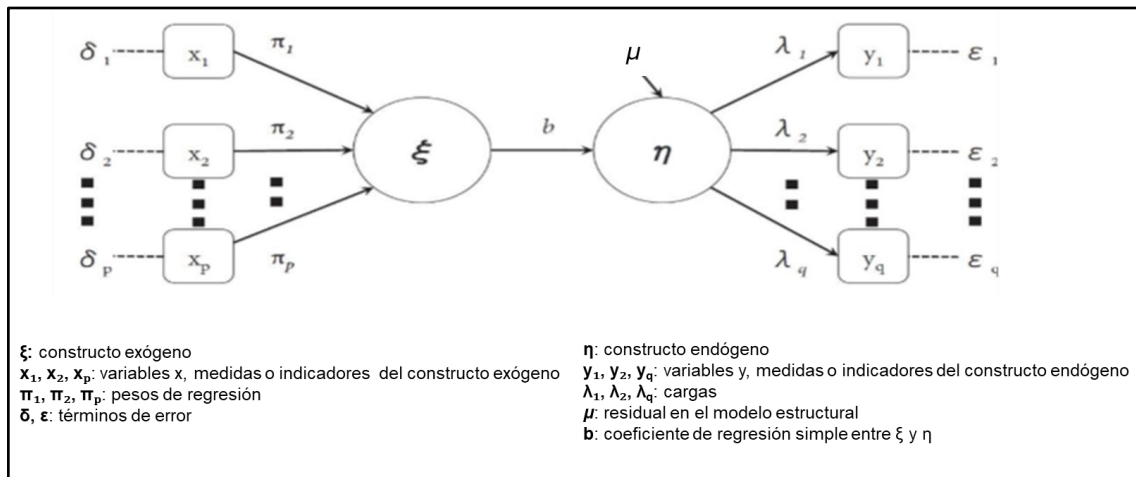 δ 1 x1 π1 μ λ 1 y1 ε 1
δ 2 x2 π2 ξ b η λ 2 y2 ε 2
δ p xp πp λ q yq ε q
ξ: constructo exógeno
x₁, x₂, xₚ: variables x, medidas o indicadores del constructo exógeno
π₁, π₂, πₚ: pesos de regresión
δ, ε: términos de error
η: constructo endógeno
y₁, y₂, y_q: variables y, medidas o indicadores del constructo endógeno
λ₁, λ₂, λ_q: cargas
μ: residual en el modelo estructural
b: coeficiente de regresión simple entre ξ y η